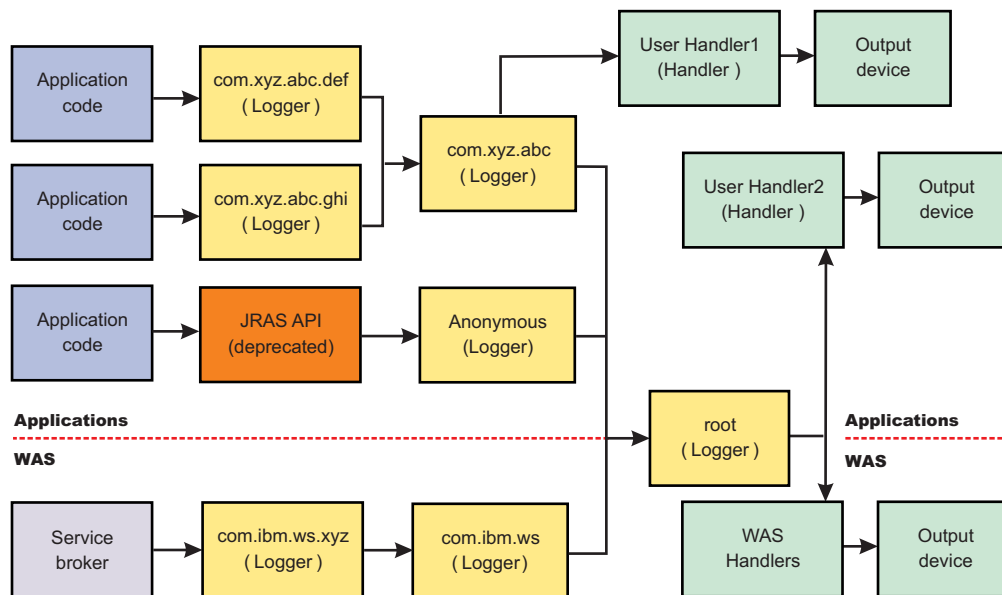 Application
code
com.xyz.abc.def
( Logger )
User Handler1
(Handler )
Output
device
com.xyz.abc
( Logger )
Application
code
com.xyz.abc.ghi
( Logger )
User Handler2
(Handler )
Output
device
Application
code
JRAS API
(deprecated)
Anonymous
(Logger)
Applications
WAS
root
( Logger )
Applications
WAS
Service
broker
com.ibm.ws.xyz
( Logger )
com.ibm.ws
( Logger )
WAS
Handlers
Output
device